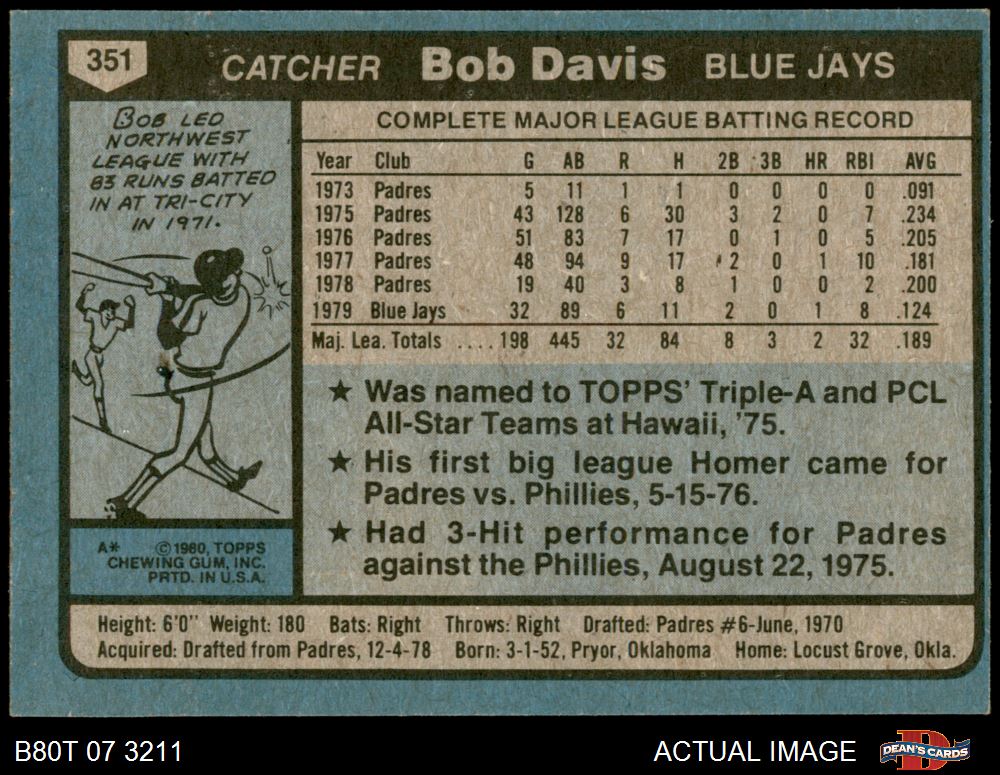 351
CATCHER Bob Davis BLUE JAYS
BOB LED
NORTHWEST
LEAGUE WITH
83 RUNS BATTED
IN AT TRI-CITY
IN 1971.
COMPLETE MAJOR LEAGUE BATTING RECORD
Year Club G AB R H 2B 3B HR RBI AVG
1973 Padres 5 11 1 1 0 0 0 0 .091
1975 Padres 43 128 6 30 3 2 0 7 .234
1976 Padres 51 83 7 17 0 1 0 5 .205
1977 Padres 48 94 9 17 2 0 1 10 .181
1978 Padres 19 40 3 8 1 0 0 2 .200
1979 Blue Jays 32 89 6 11 2 0 1 8 .124
Maj. Lea. Totals .... 198 445 32 84 8 3 2 32 .189
★ Was named to TOPPS' Triple-A and PCL
All-Star Teams at Hawaii, '75.
★ His first big league Homer came for
Padres vs. Phillies, 5-15-76.
★ Had 3-Hit performance for Padres
against the Phillies, August 22, 1975.
A* ©1980, TOPPS
CHEWING GUM, INC.
PRTD. IN U.S.A.
Height: 6'0" Weight: 180 Bats: Right Throws: Right Drafted: Padres #6-June, 1970
Acquired: Drafted from Padres, 12-4-78 Born: 3-1-52, Pryor, Oklahoma Home: Locust Grove, Okla.
B80T 07 3211
ACTUAL IMAGE
D
DEAN'S CARDS